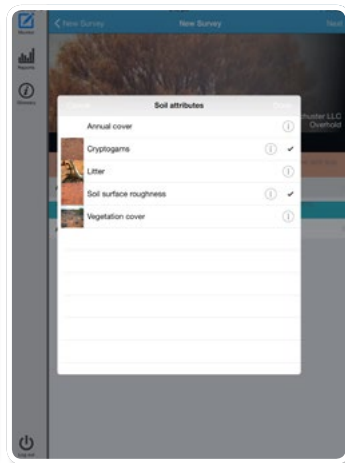 Monitor
New Survey
New Survey
Next
Reports
Glossary
Soil attributes
Annual cover
Cryptogams
Litter
Soil surface roughness
Vegetation cover
Overhold
Log out